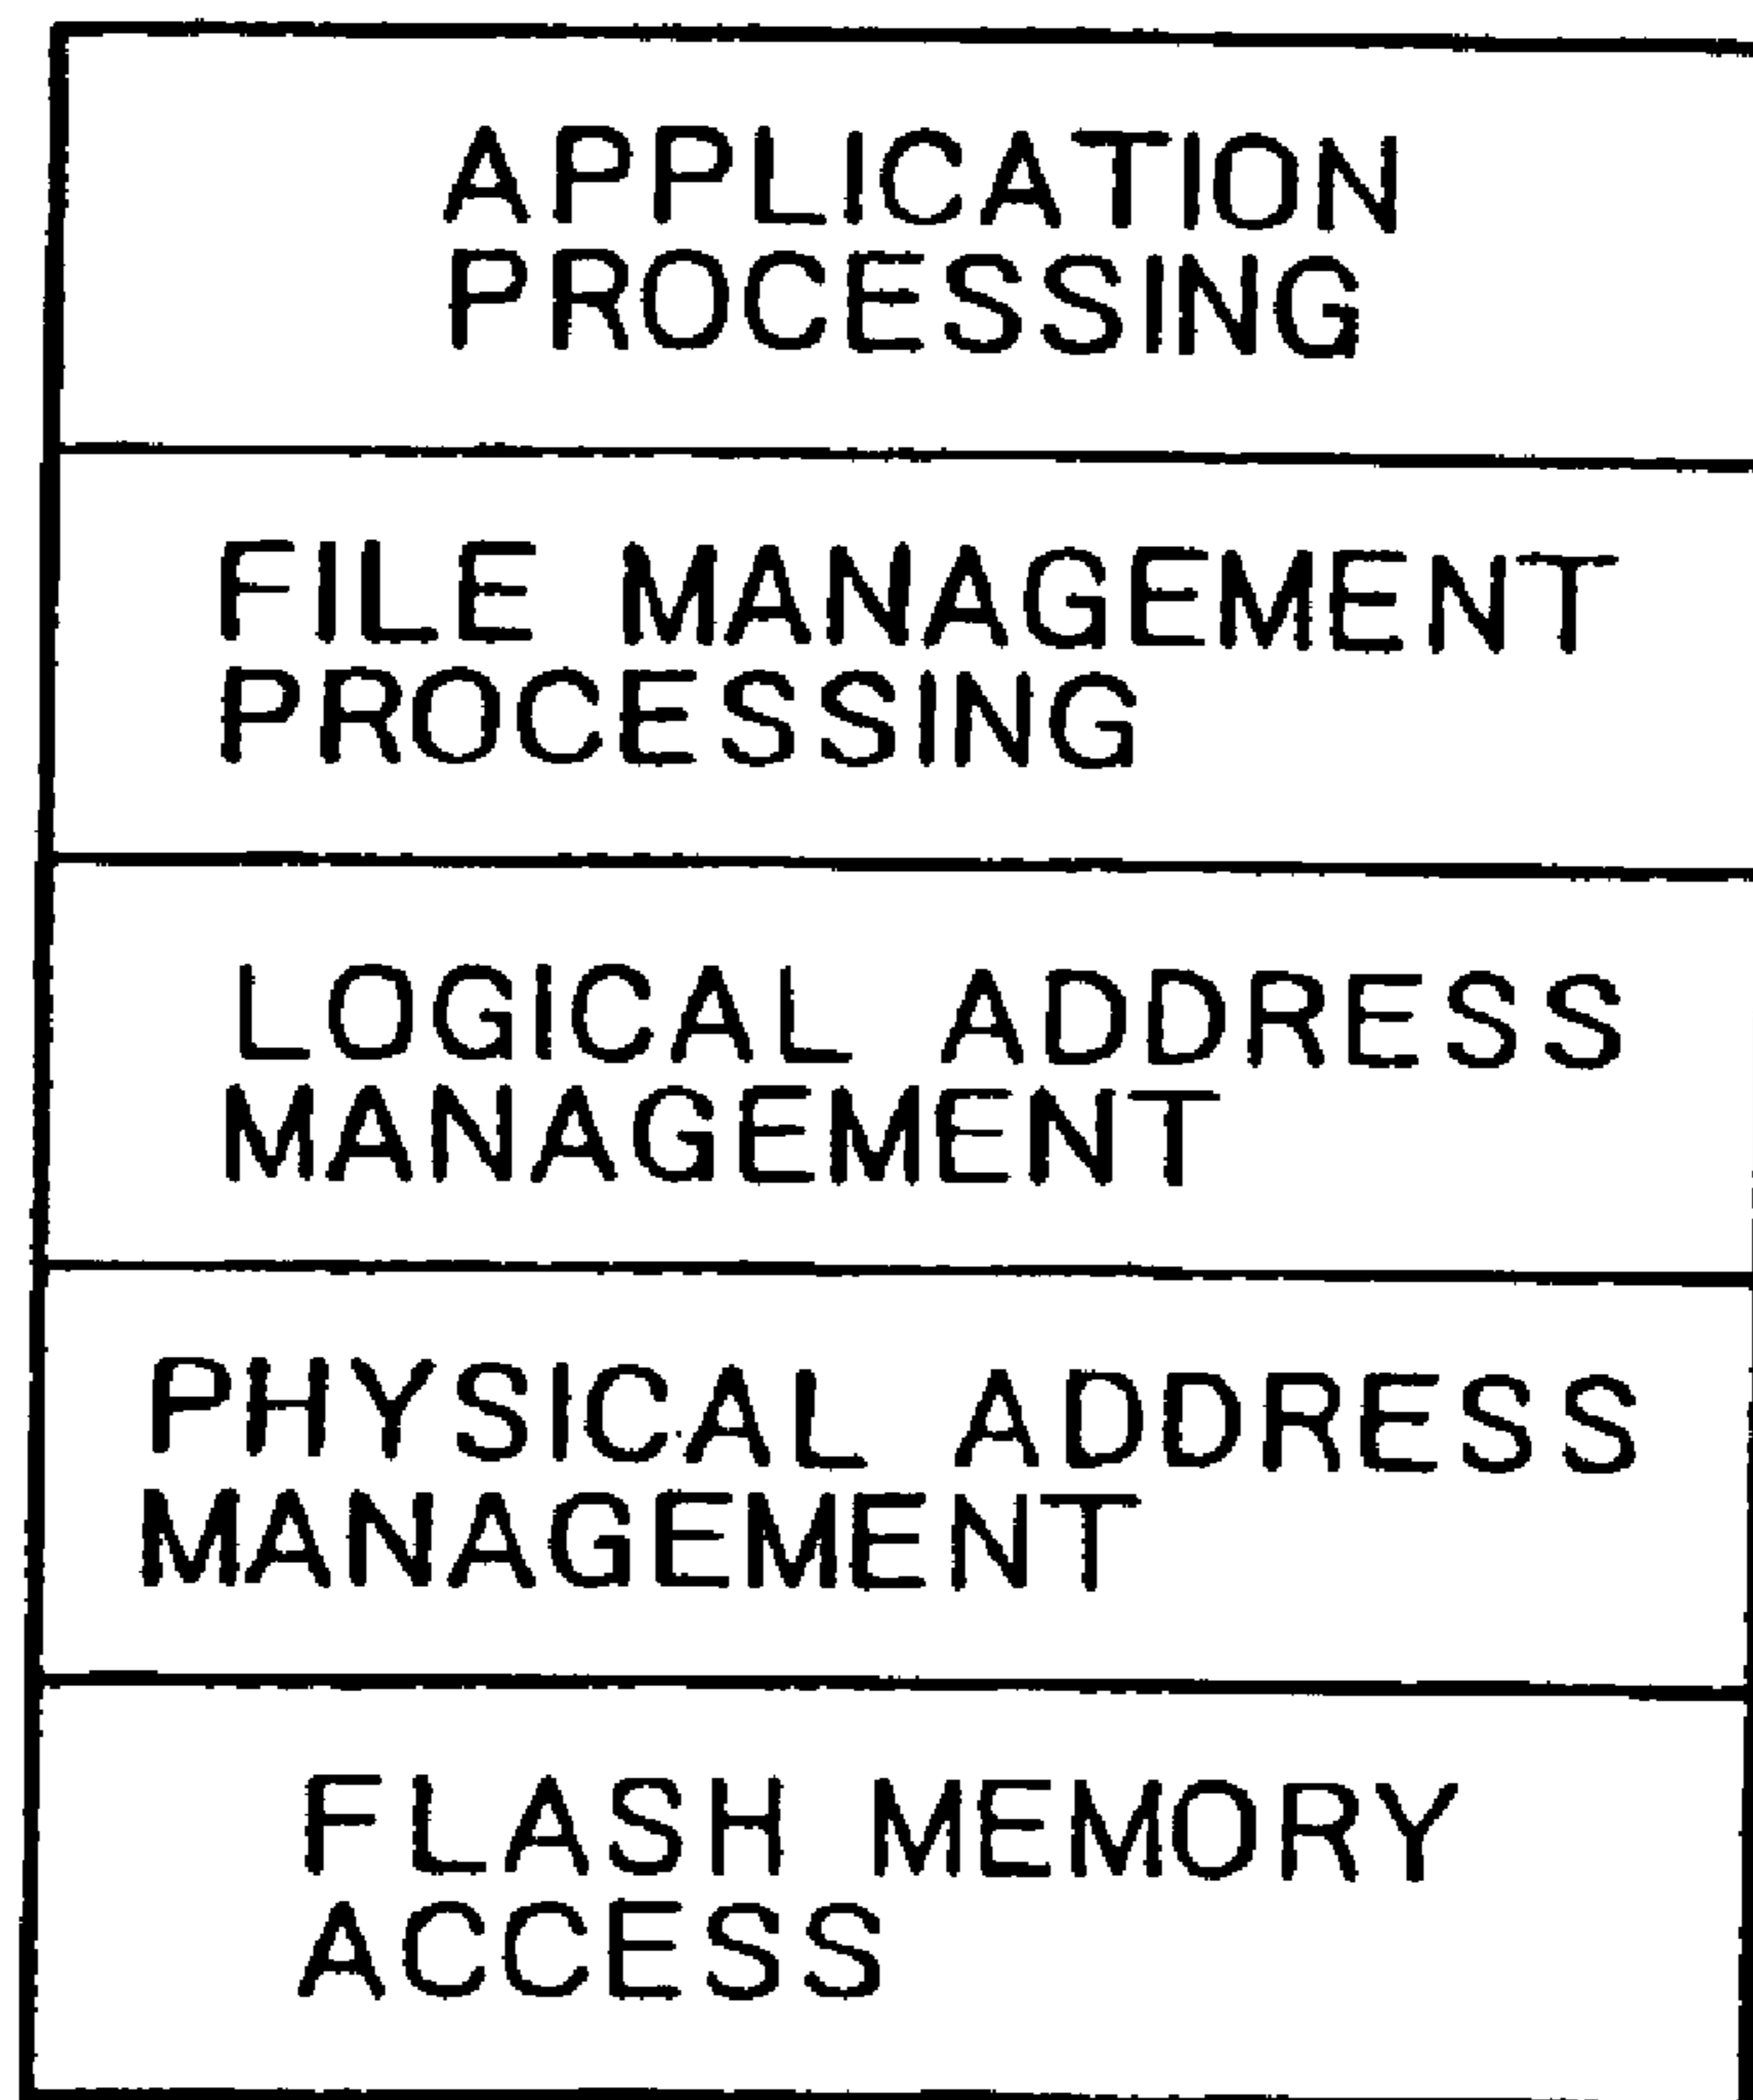 APPLICATION
PROCESSING
FILE MANAGEMENT
PROCESSING
LOGICAL ADDRESS
MANAGEMENT
PHYSICAL ADDRESS
MANAGEMENT
FLASH MEMORY
ACCESS